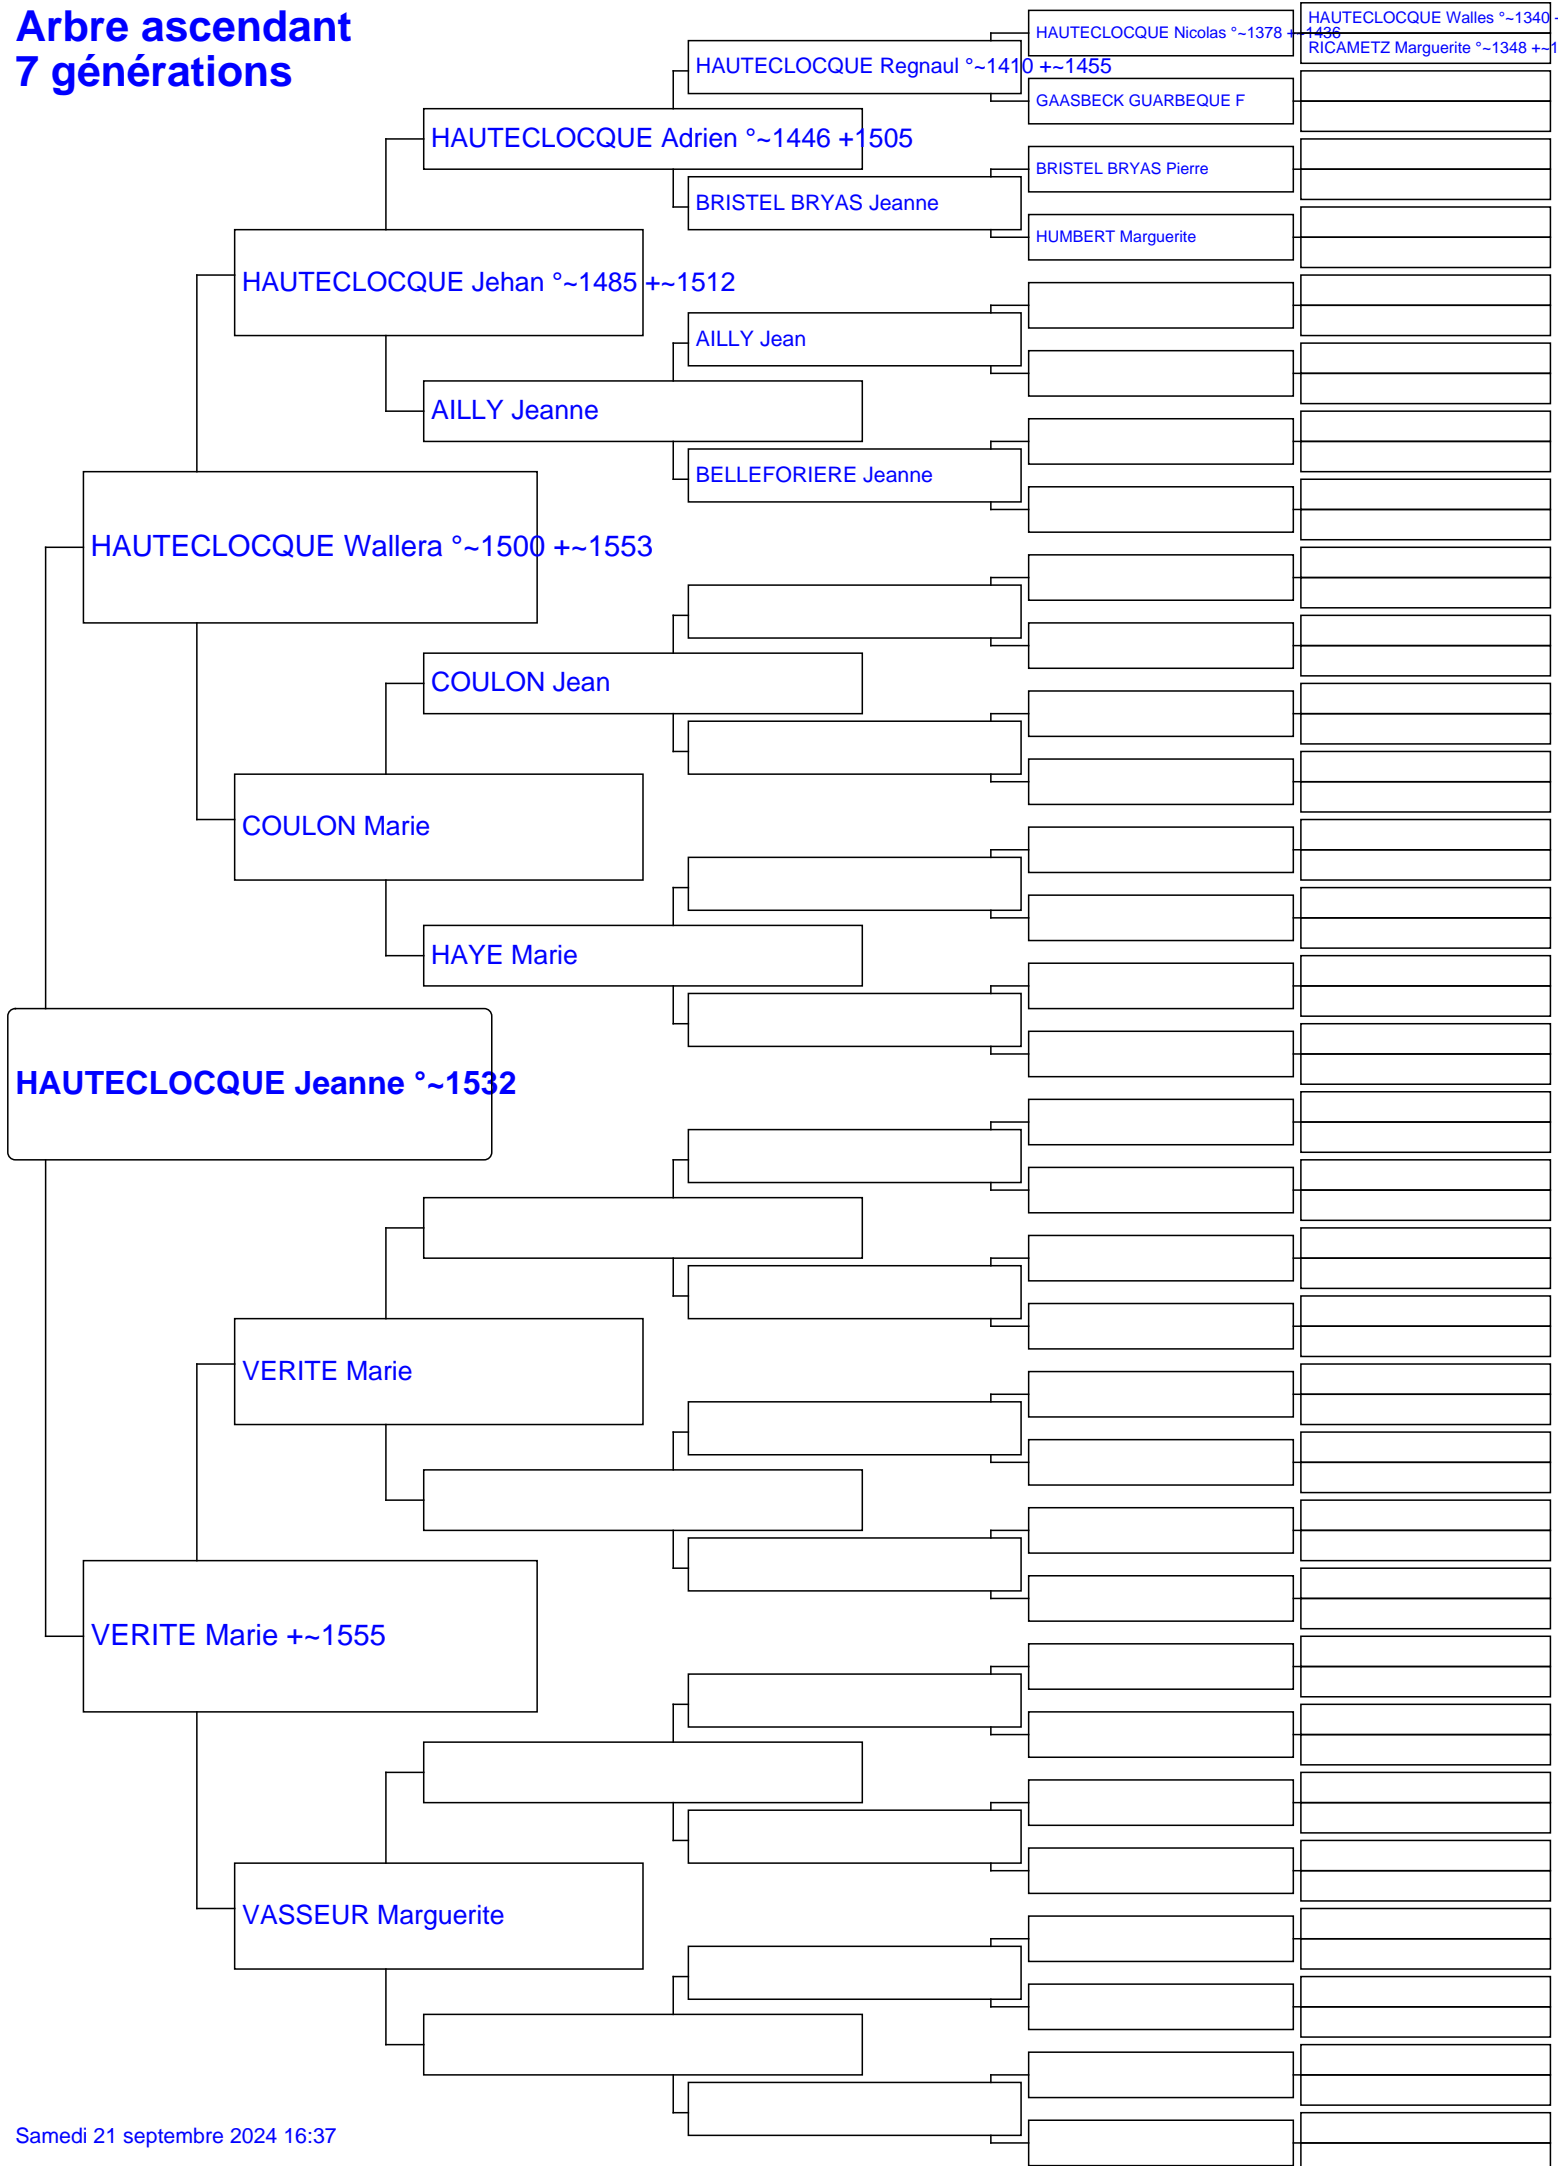 Arbre ascendant
7 générations
HAUTECLOCQUE Walles °~1340 +
HAUTECLOCQUE Nicolas °~1378 +~1436
RICAMETZ Marguerite °~1348 +~1
HAUTECLOCQUE Regnaul °~1410 +~1455
GAASBECK GUARBEQUE F
HAUTECLOCQUE Adrien °~1446 +1505
BRISTEL BRYAS Pierre
BRISTEL BRYAS Jeanne
HUMBERT Marguerite
HAUTECLOCQUE Jehan °~1485 +~1512
AILLY Jean
AILLY Jeanne
BELLEFORIERE Jeanne
HAUTECLOCQUE Wallera °~1500 +~1553
COULON Jean
COULON Marie
HAYE Marie
HAUTECLOCQUE Jeanne °~1532
VERITE Marie
VERITE Marie +~1555
VASSEUR Marguerite
Samedi 21 septembre 2024 16:37